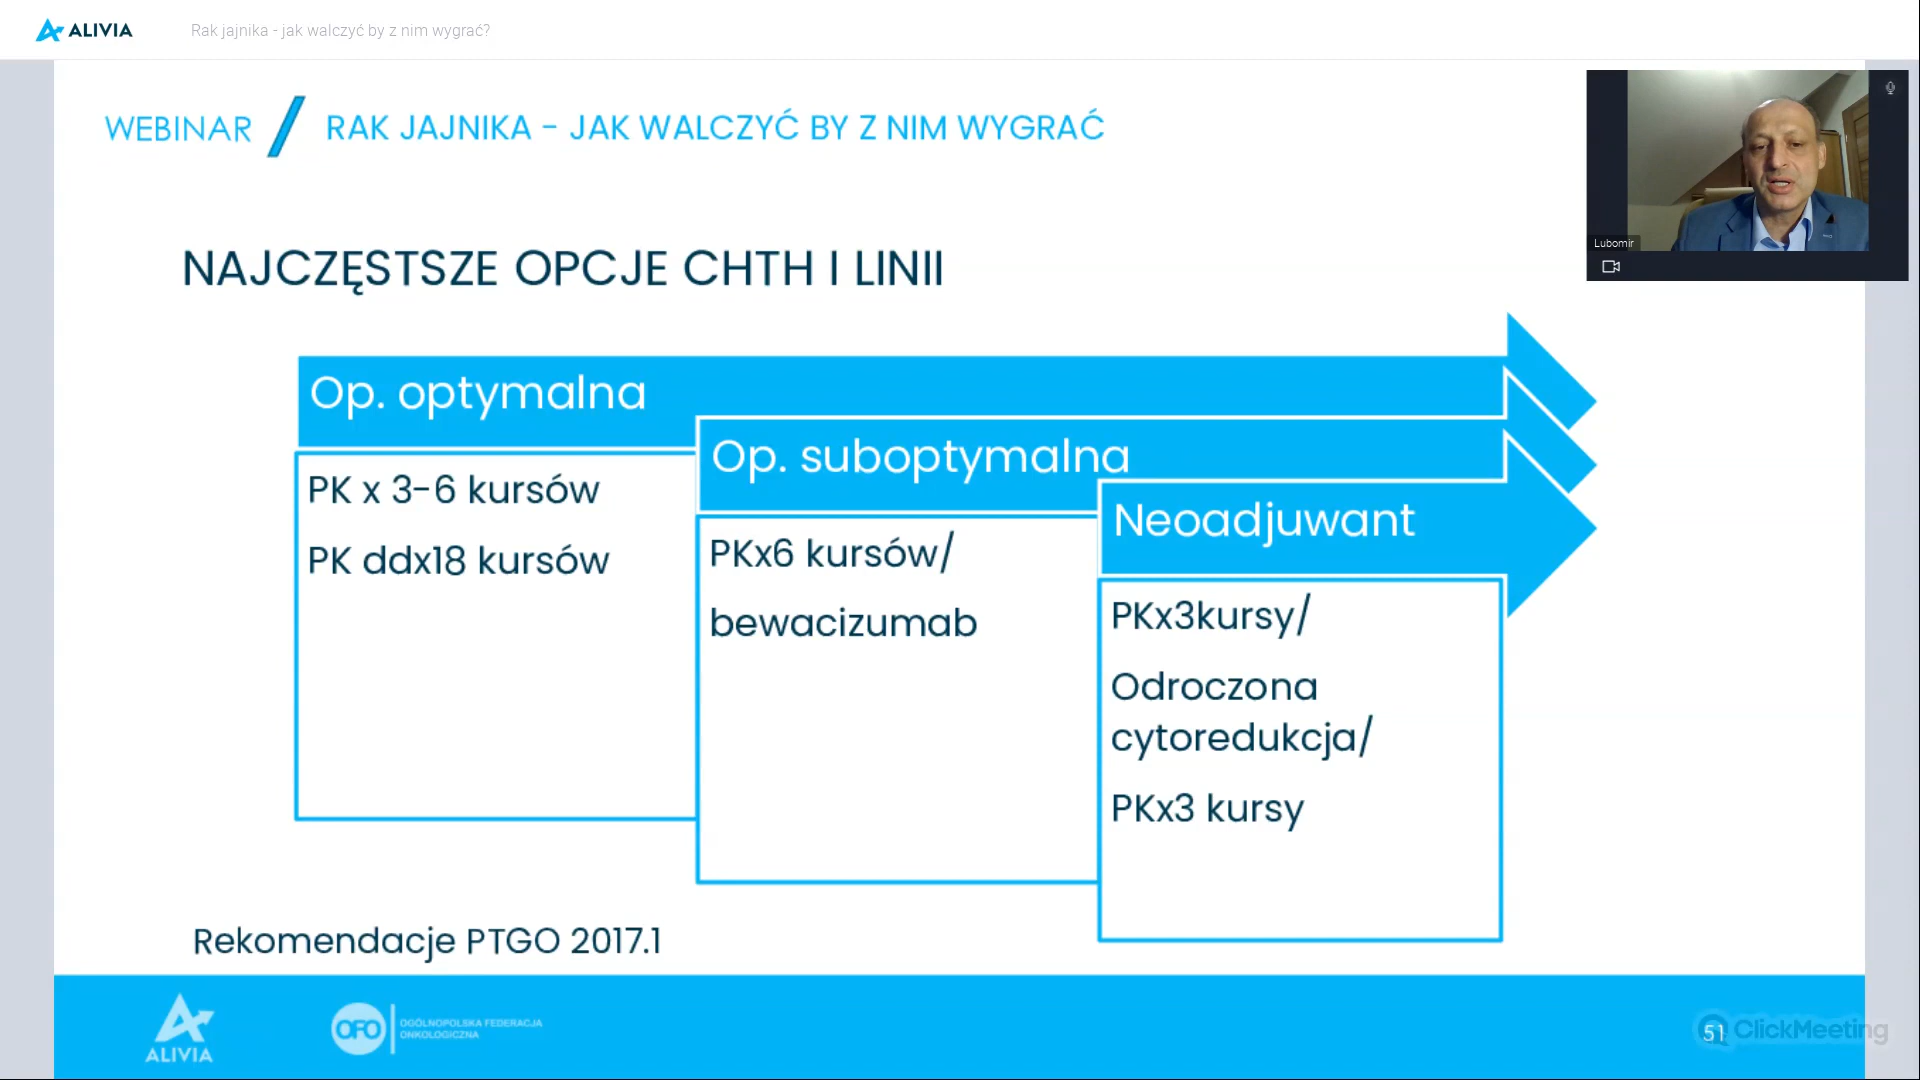 ALIVIA
Rak jajnika - jak walczyć by z nim wygrać?
WEBINAR / RAK JAJNIKA - JAK WALCZYĆ BY Z NIM WYGRAĆ
Lubomir
NAJCZĘSTSZE OPCJE CHTH I LINII
Op. optymalna
PK x 3-6 kursów
PK ddx18 kursów
Op. suboptymalna
PKx6 kursów/
bewacizumab
Neoadjuwant
PKx3kursy/
Odroczona
cytoredukcja/
PKx3 kursy
Rekomendacje PTGO 2017.1
ALIVIA
OFO
OGÓLNOPOLSKA FEDERACJA
ONKOLOGICZNA
51
ClickMeeting